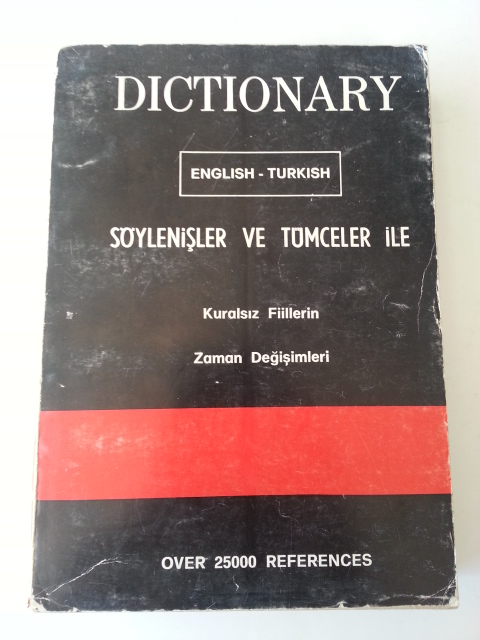 DICTIONARY
ENGLISH - TURKISH
SÖYLENİŞLER VE TÜMCELER İLE
Kuralsız Fiillerin
Zaman Değişimleri
OVER 25000 REFERENCES